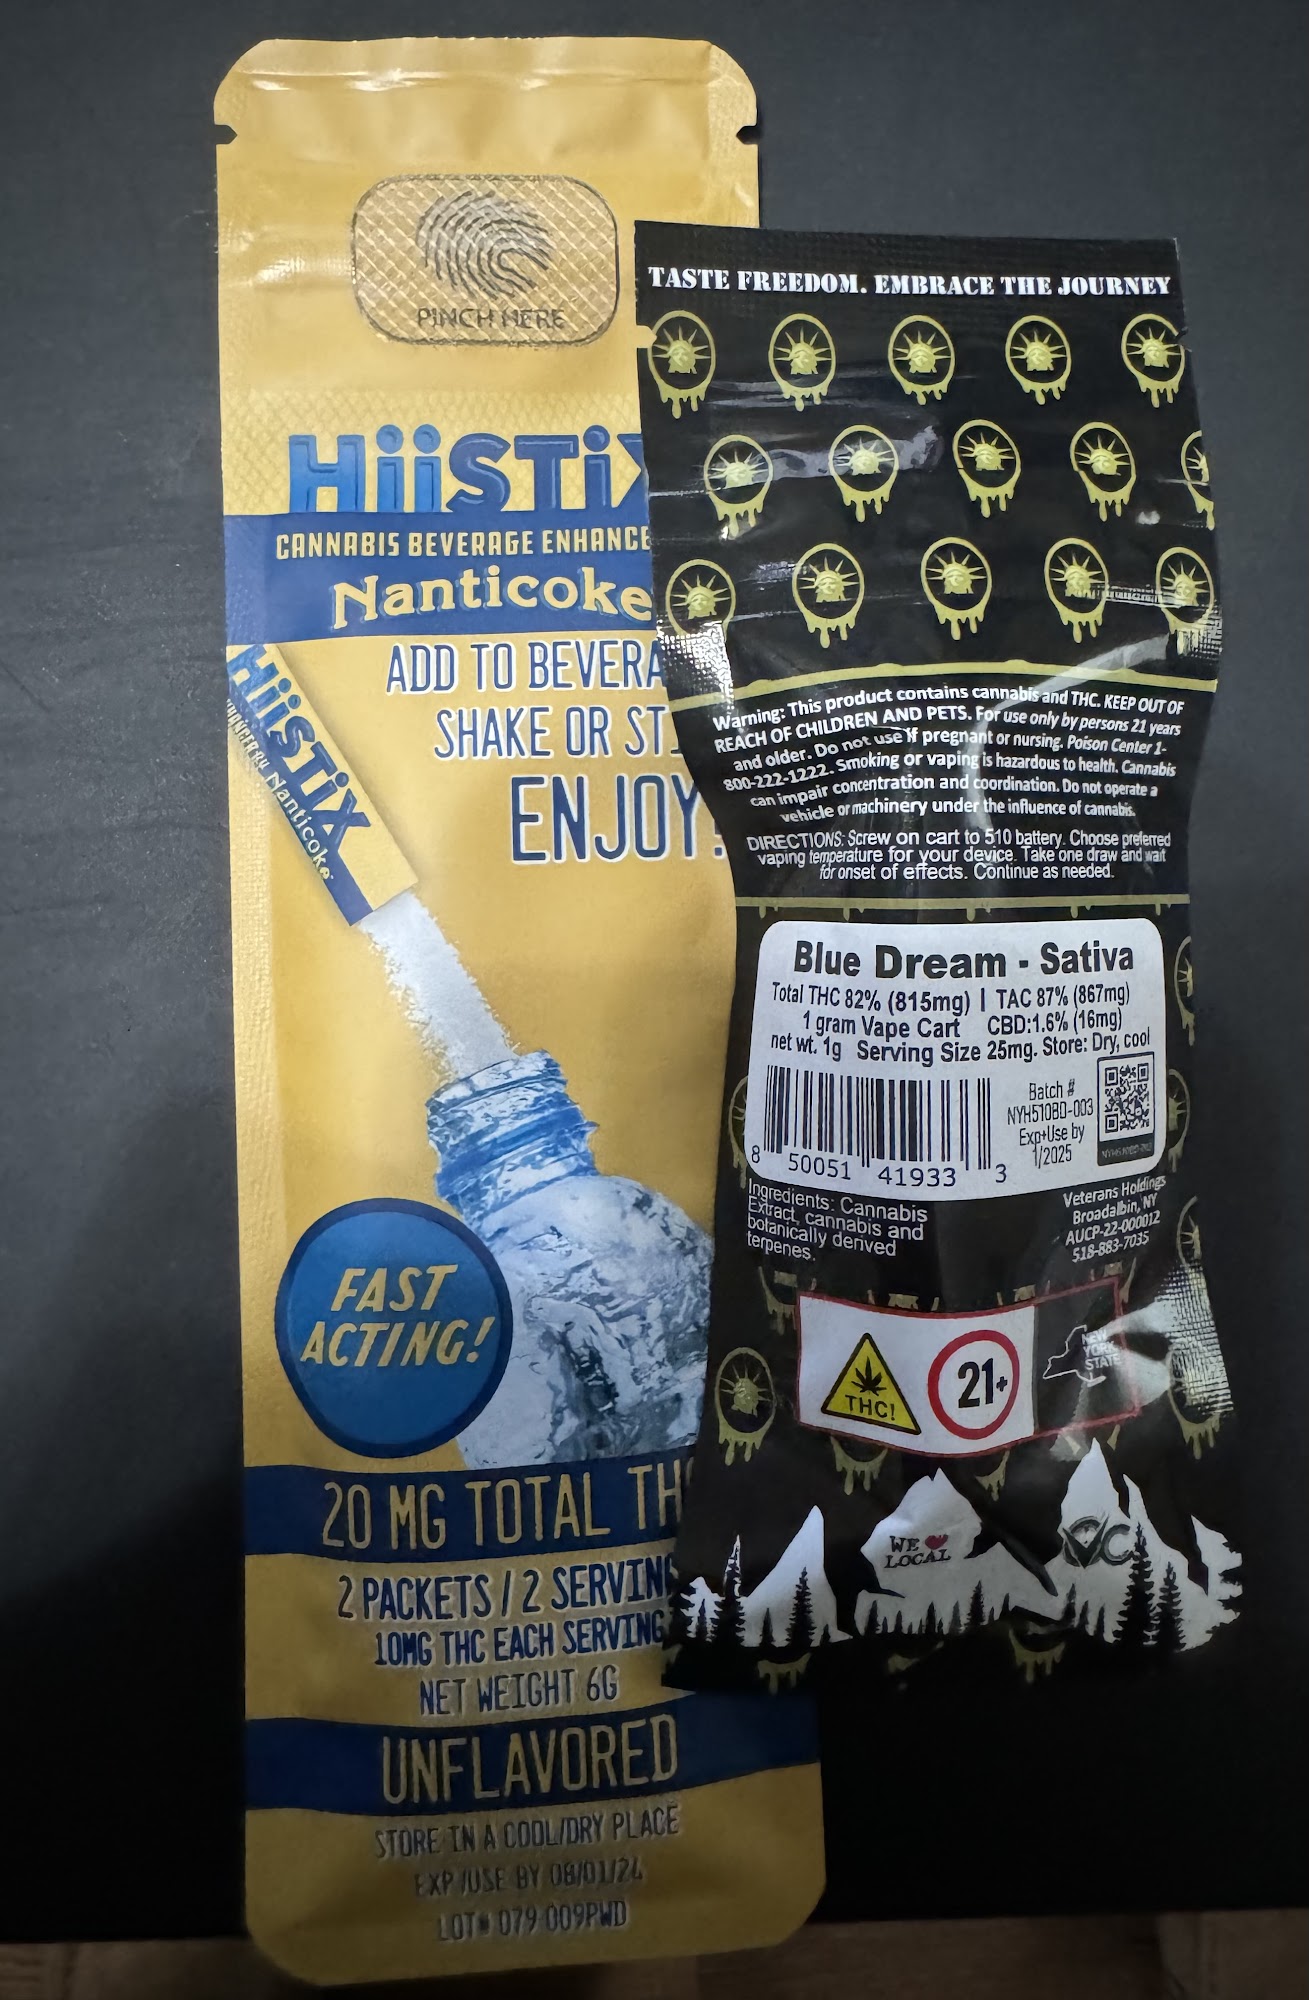 PINCH HERE
HiiSTiX
CANNABIS BEVERAGE ENHANCE
Nanticoke
ADD TO BEVERA
SHAKE OR STI
ENJOY!
HiiSTiX
Nanticoke
FAST
ACTING!
20 MG TOTAL THC
2 PACKETS / 2 SERVING
10MG THC EACH SERVING
NET WEIGHT 6G
UNFLAVORED
STORE IN A COOL/DRY PLACE
EXP/USE BY 08/01/24
LOT# 079 009PWD
TASTE FREEDOM. EMBRACE THE JOURNEY
Warning: This product contains cannabis and THC. KEEP OUT OF
REACH OF CHILDREN AND PETS. For use only by persons 21 years
and older. Do not use if pregnant or nursing. Poison Center 1-
800-222-1222. Smoking or vaping is hazardous to health. Cannabis
can impair concentration and coordination. Do not operate a
vehicle or machinery under the influence of cannabis.
DIRECTIONS: Screw on cart to 510 battery. Choose preferred
vaping temperature for your device. Take one draw and wait
for onset of effects. Continue as needed.
Blue Dream - Sativa
Total THC 82% (815mg) | TAC 87% (867mg)
1 gram Vape Cart CBD:1.6% (16mg)
net wt. 1g Serving Size 25mg. Store: Dry, cool
Batch #
NYH510BD-003
Exp+Use by
1/2025
8 50051 41933 3
Ingredients: Cannabis
Extract, cannabis and
botanically derived
terpenes.
Veterans Holdings
Broadalbin, NY
AUCP-22-000012
518-883-7035
THC!
21+
NEW
YORK
STATE
WE
LOCAL
VC